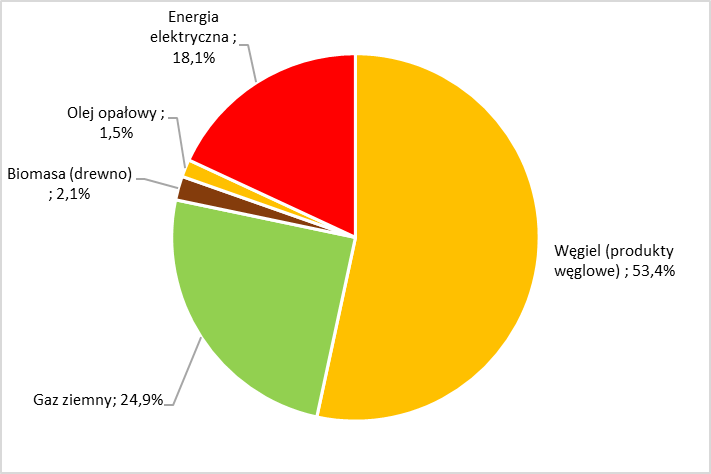 Energia
elektryczna ;
18,1%
Olej opałowy ;
1,5%
Biomasa (drewno)
; 2,1%
Węgiel (produkty
węglowe) ; 53,4%
Gaz ziemny; 24,9%